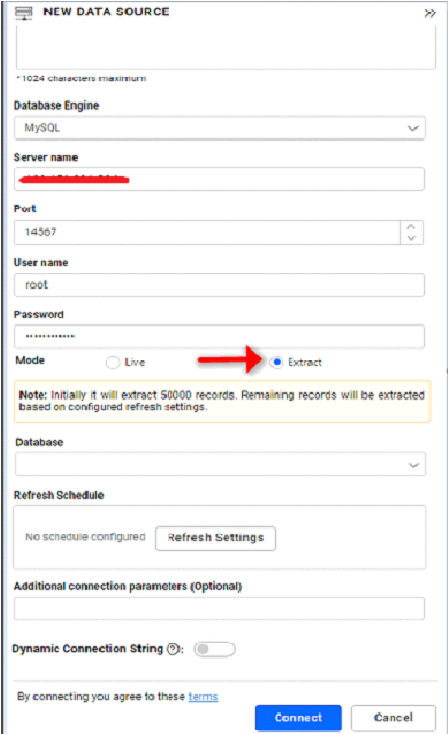 NEW DATA SOURCE
*1024 characters maximum
Database Engine
MySQL
Server name
Port
14567
User name
root
Password
Mode
Live
Extract
Note: Initially it will extract 50000 records. Remaining records will be extracted
based on configured refresh settings.
Database
Refresh Schedule
No schedule configured
Refresh Settings
Additional connection parameters (Optional)
Dynamic Connection String (?):
By connecting you agree to these terms
Connect
Cancel